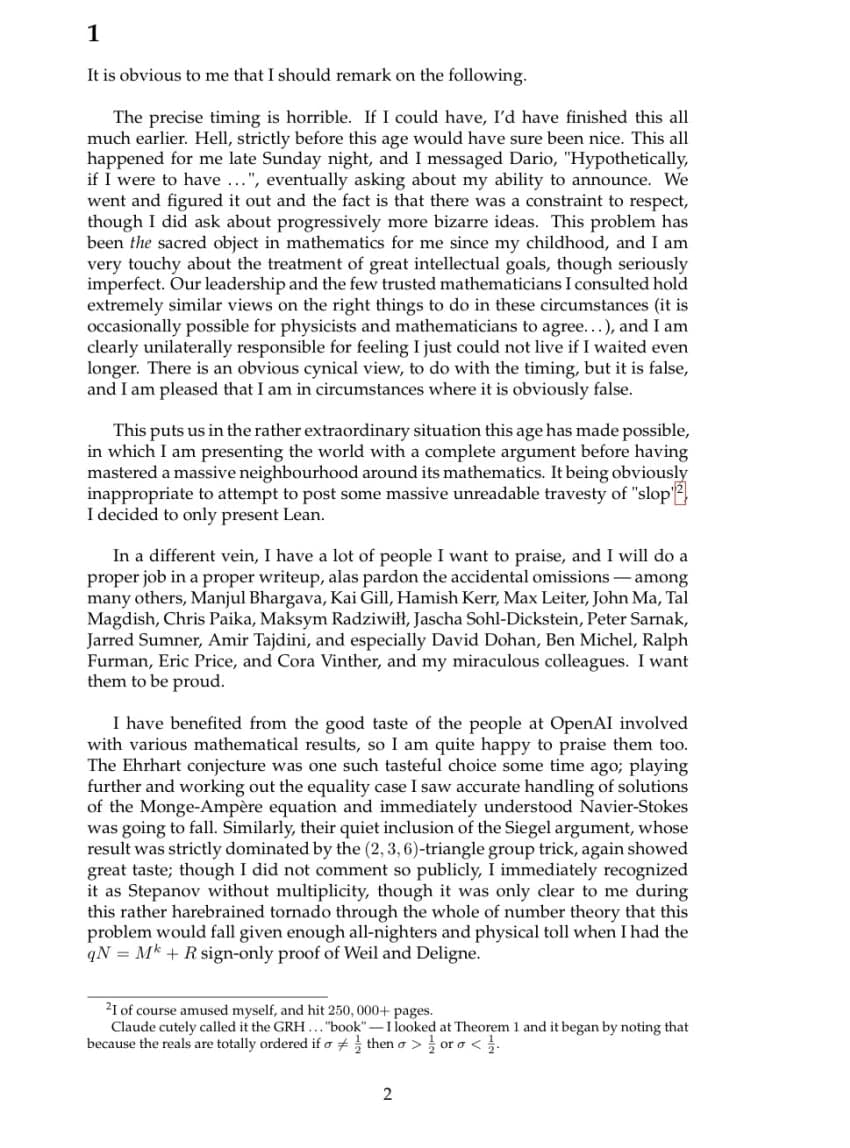 1
It is obvious to me that I should remark on the following.
The precise timing is horrible. If I could have, I'd have finished this all
much earlier. Hell, strictly before this age would have sure been nice. This all
happened for me late Sunday night, and I messaged Dario, "Hypothetically,
if I were to have …", eventually asking about my ability to announce. We
went and figured it out and the fact is that there was a constraint to respect,
though I did ask about progressively more bizarre ideas. This problem has
been the sacred object in mathematics for me since my childhood, and I am
very touchy about the treatment of great intellectual goals, though seriously
imperfect. Our leadership and the few trusted mathematicians I consulted hold
extremely similar views on the right things to do in these circumstances (it is
occasionally possible for physicists and mathematicians to agree…), and I am
clearly unilaterally responsible for feeling I just could not live if I waited even
longer. There is an obvious cynical view, to do with the timing, but it is false,
and I am pleased that I am in circumstances where it is obviously false.
This puts us in the rather extraordinary situation this age has made possible,
in which I am presenting the world with a complete argument before having
mastered a massive neighbourhood around its mathematics. It being obviously
inappropriate to attempt to post some massive unreadable travesty of "slop"²,
I decided to only present Lean.
In a different vein, I have a lot of people I want to praise, and I will do a
proper job in a proper writeup, alas pardon the accidental omissions — among
many others, Manjul Bhargava, Kai Gill, Hamish Kerr, Max Leiter, John Ma, Tal
Magdish, Chris Paika, Maksym Radziwiłł, Jascha Sohl-Dickstein, Peter Sarnak,
Jarred Sumner, Amir Tajdini, and especially David Dohan, Ben Michel, Ralph
Furman, Eric Price, and Cora Vinther, and my miraculous colleagues. I want
them to be proud.
I have benefited from the good taste of the people at OpenAI involved
with various mathematical results, so I am quite happy to praise them too.
The Ehrhart conjecture was one such tasteful choice some time ago; playing
further and working out the equality case I saw accurate handling of solutions
of the Monge-Ampère equation and immediately understood Navier-Stokes
was going to fall. Similarly, their quiet inclusion of the Siegel argument, whose
result was strictly dominated by the (2, 3, 6)-triangle group trick, again showed
great taste; though I did not comment so publicly, I immediately recognized
it as Stepanov without multiplicity, though it was only clear to me during
this rather harebrained tornado through the whole of number theory that this
problem would fall given enough all-nighters and physical toll when I had the
qN = Mᵏ + R sign-only proof of Weil and Deligne.
²I of course amused myself, and hit 250, 000+ pages.
Claude cutely called it the GRH … "book" — I looked at Theorem 1 and it began by noting that
because the reals are totally ordered if σ ≠ ½ then σ > ½ or σ < ½.
2